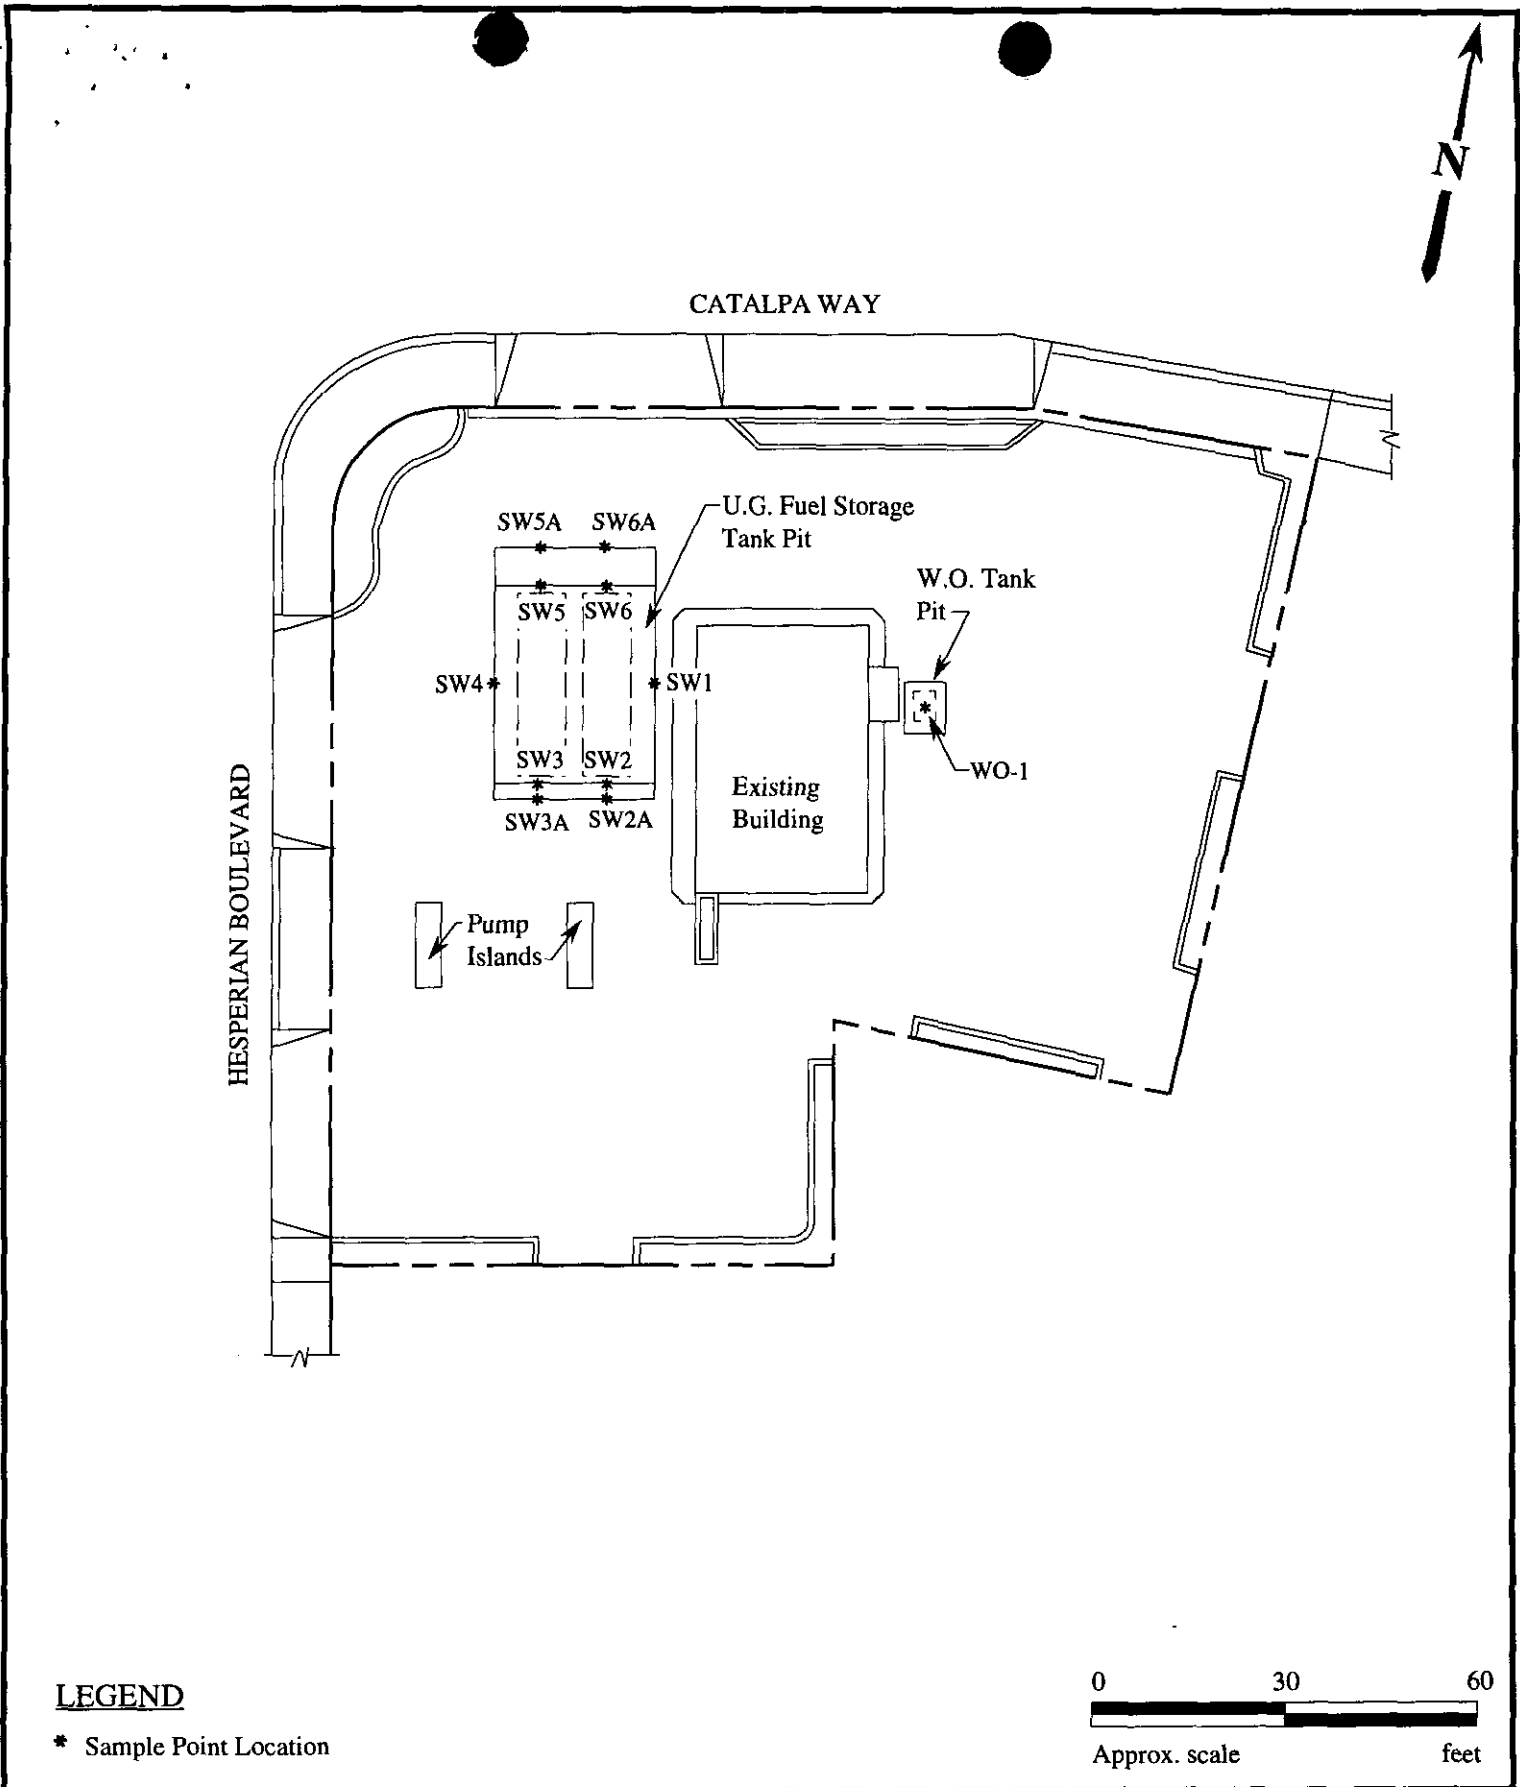 N
CATALPA WAY
U.G. Fuel Storage
Tank Pit
SW5A
SW6A
W.O. Tank
Pit
SW5
SW6
SW4
SW1
SW3
SW2
WO-1
Existing
Building
SW3A
SW2A
HESPERIAN BOULEVARD
Pump
Islands
LEGEND
* Sample Point Location
0 30 60
Approx. scale feet